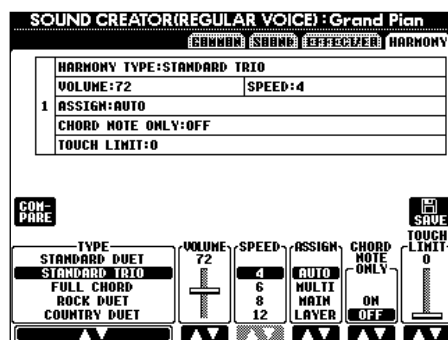 SOUND CREATOR(REGULAR VOICE):Grand Pian
COMMON SOUND EFFECT/EQ HARMONY
HARMONY TYPE:STANDARD TRIO
VOLUME:72 SPEED:4
1 ASSIGN:AUTO
CHORD NOTE ONLY:OFF
TOUCH LIMIT:0
COM-
PARE
SAVE
TYPE
STANDARD DUET
STANDARD TRIO
FULL CHORD
ROCK DUET
COUNTRY DUET
VOLUME
72
SPEED
4
6
8
12
ASSIGN
AUTO
MULTI
MAIN
LAYER
CHORD
NOTE
ONLY
ON
OFF
TOUCH
LIMIT
0